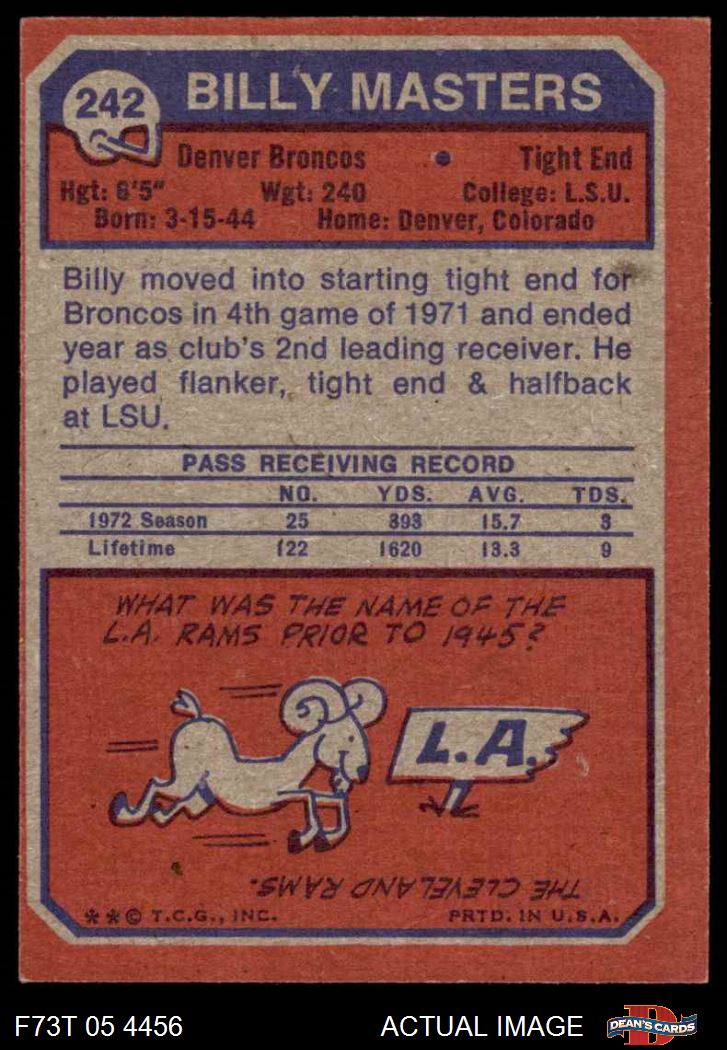 242
BILLY MASTERS
Denver Broncos • Tight End
Hgt: 6'5" Wgt: 240 College: L.S.U.
Born: 3-15-44 Home: Denver, Colorado
Billy moved into starting tight end for
Broncos in 4th game of 1971 and ended
year as club's 2nd leading receiver. He
played flanker, tight end & halfback
at LSU.
PASS RECEIVING RECORD
NO. YDS. AVG. TDS.
1972 Season 25 393 15.7 3
Lifetime 122 1620 13.3 9
WHAT WAS THE NAME OF THE
L.A. RAMS PRIOR TO 1945?
L.A.
THE CLEVELAND RAMS.
**© T.C.G., INC. PRTD. IN U.S.A.
F73T 05 4456 ACTUAL IMAGE
D
DEAN'S CARDS